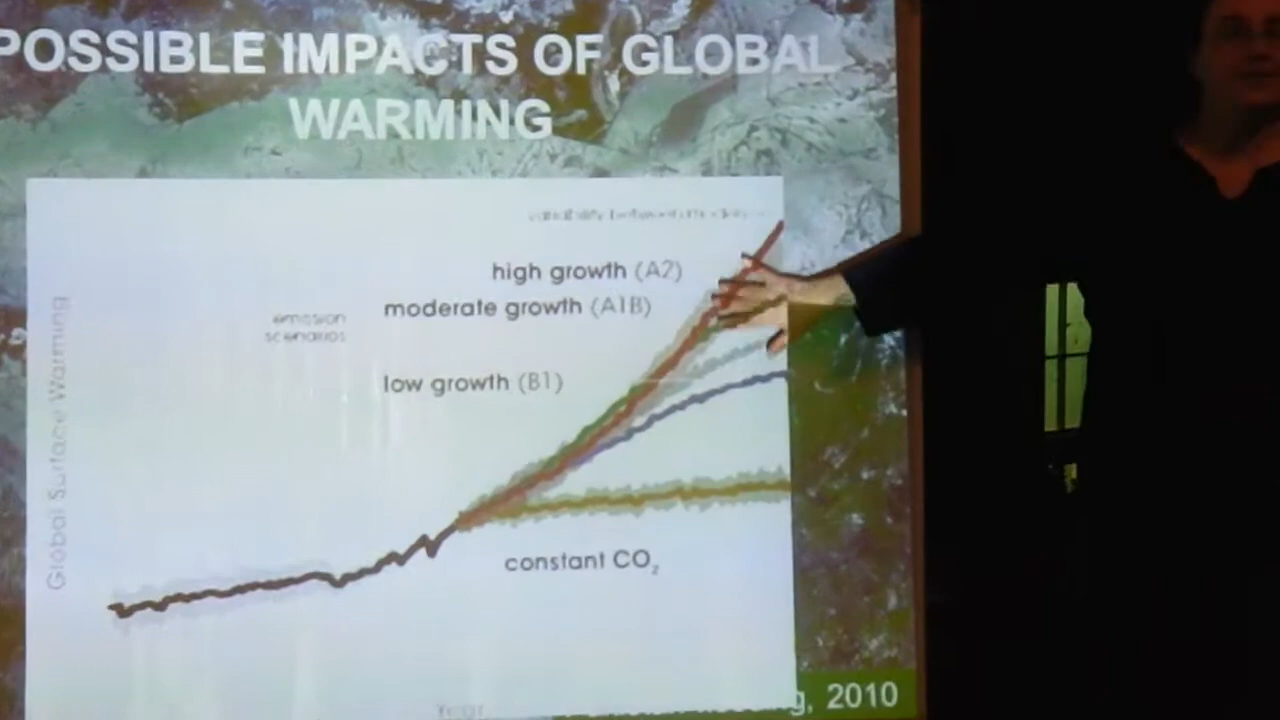 POSSIBLE IMPACTS OF GLOBAL
WARMING
high growth (A2)
moderate growth (A1B)
emission
scenarios
low growth (B1)
Global Surface Warming
constant CO₂
2010